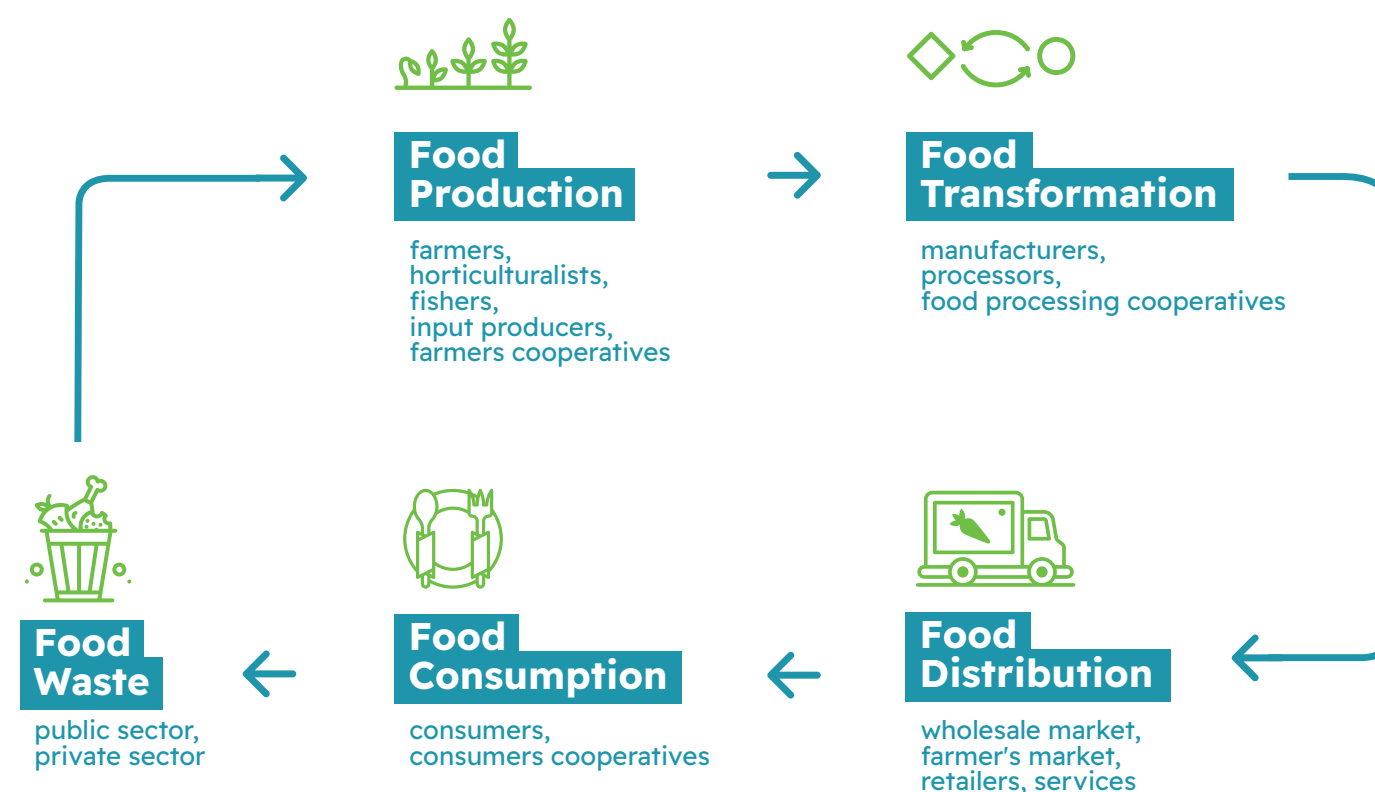 Food
Production
farmers,
horticulturalists,
fishers,
input producers,
farmers cooperatives
Food
Transformation
manufacturers,
processors,
food processing cooperatives
Food
Waste
public sector,
private sector
Food
Consumption
consumers,
consumers cooperatives
Food
Distribution
wholesale market,
farmer's market,
retailers, services